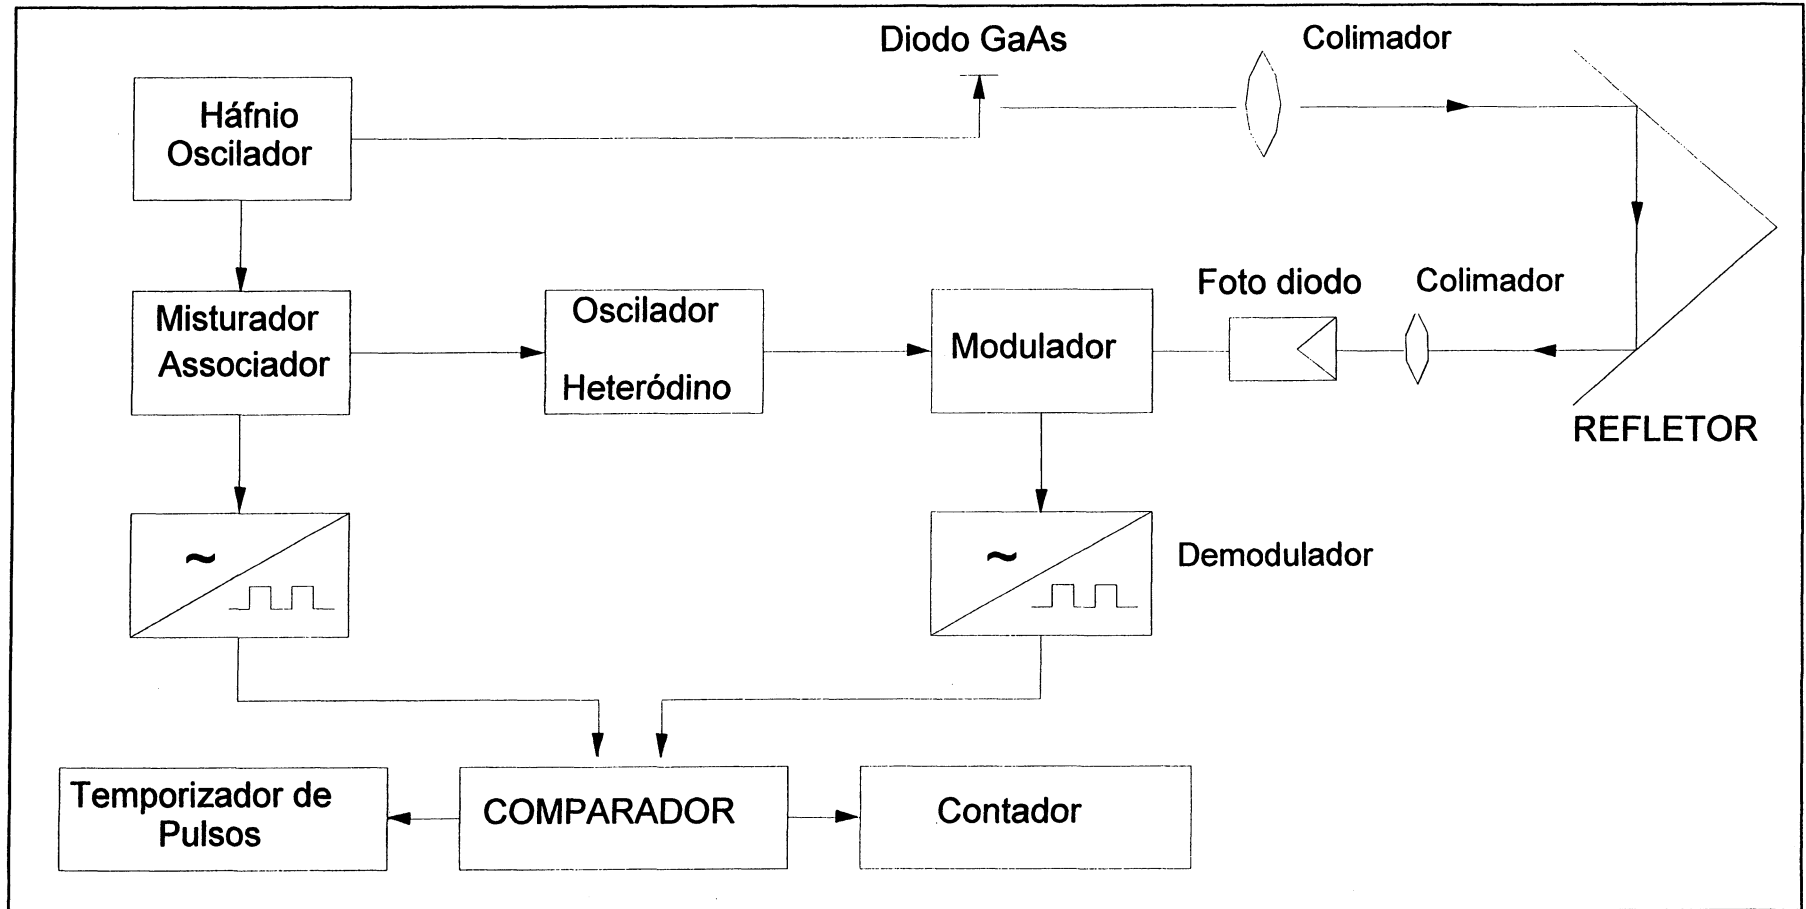 Diodo GaAs
Colimador
Háfnio
Oscilador
Foto diodo
Colimador
Misturador
Associador
Oscilador
Heteródino
Modulador
REFLETOR
~
~
Demodulador
Temporizador de
Pulsos
COMPARADOR
Contador